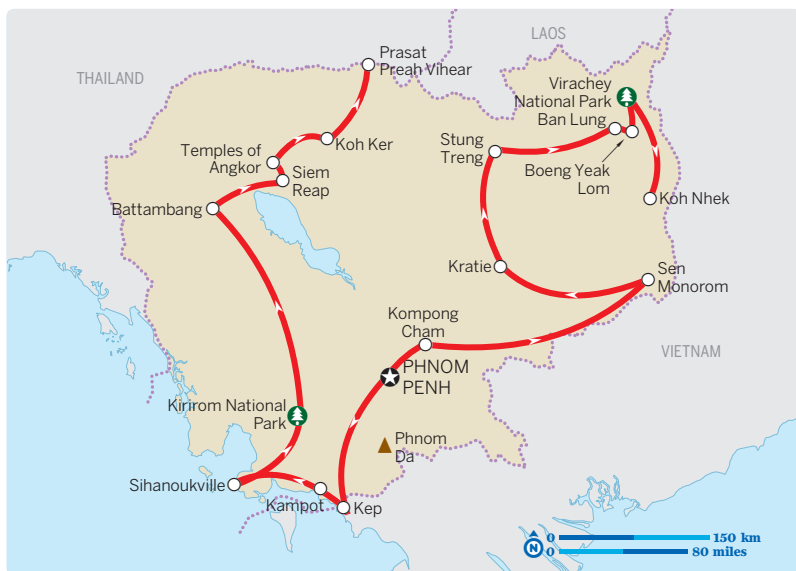 LAOS
Prasat
Preah Vihear
THAILAND
Virachey
National Park
Ban Lung
Stung
Treng
Koh Ker
Temples of
Angkor
Siem
Reap
Boeng Yeak
Lom
Koh Nhek
Battambang
Kratie
Sen
Monorom
Kompong
Cham
VIETNAM
PHNOM
PENH
Kirirom National
Park
Phnom
Da
Sihanoukville
Kampot
Kep
N
0 150 km
0 80 miles